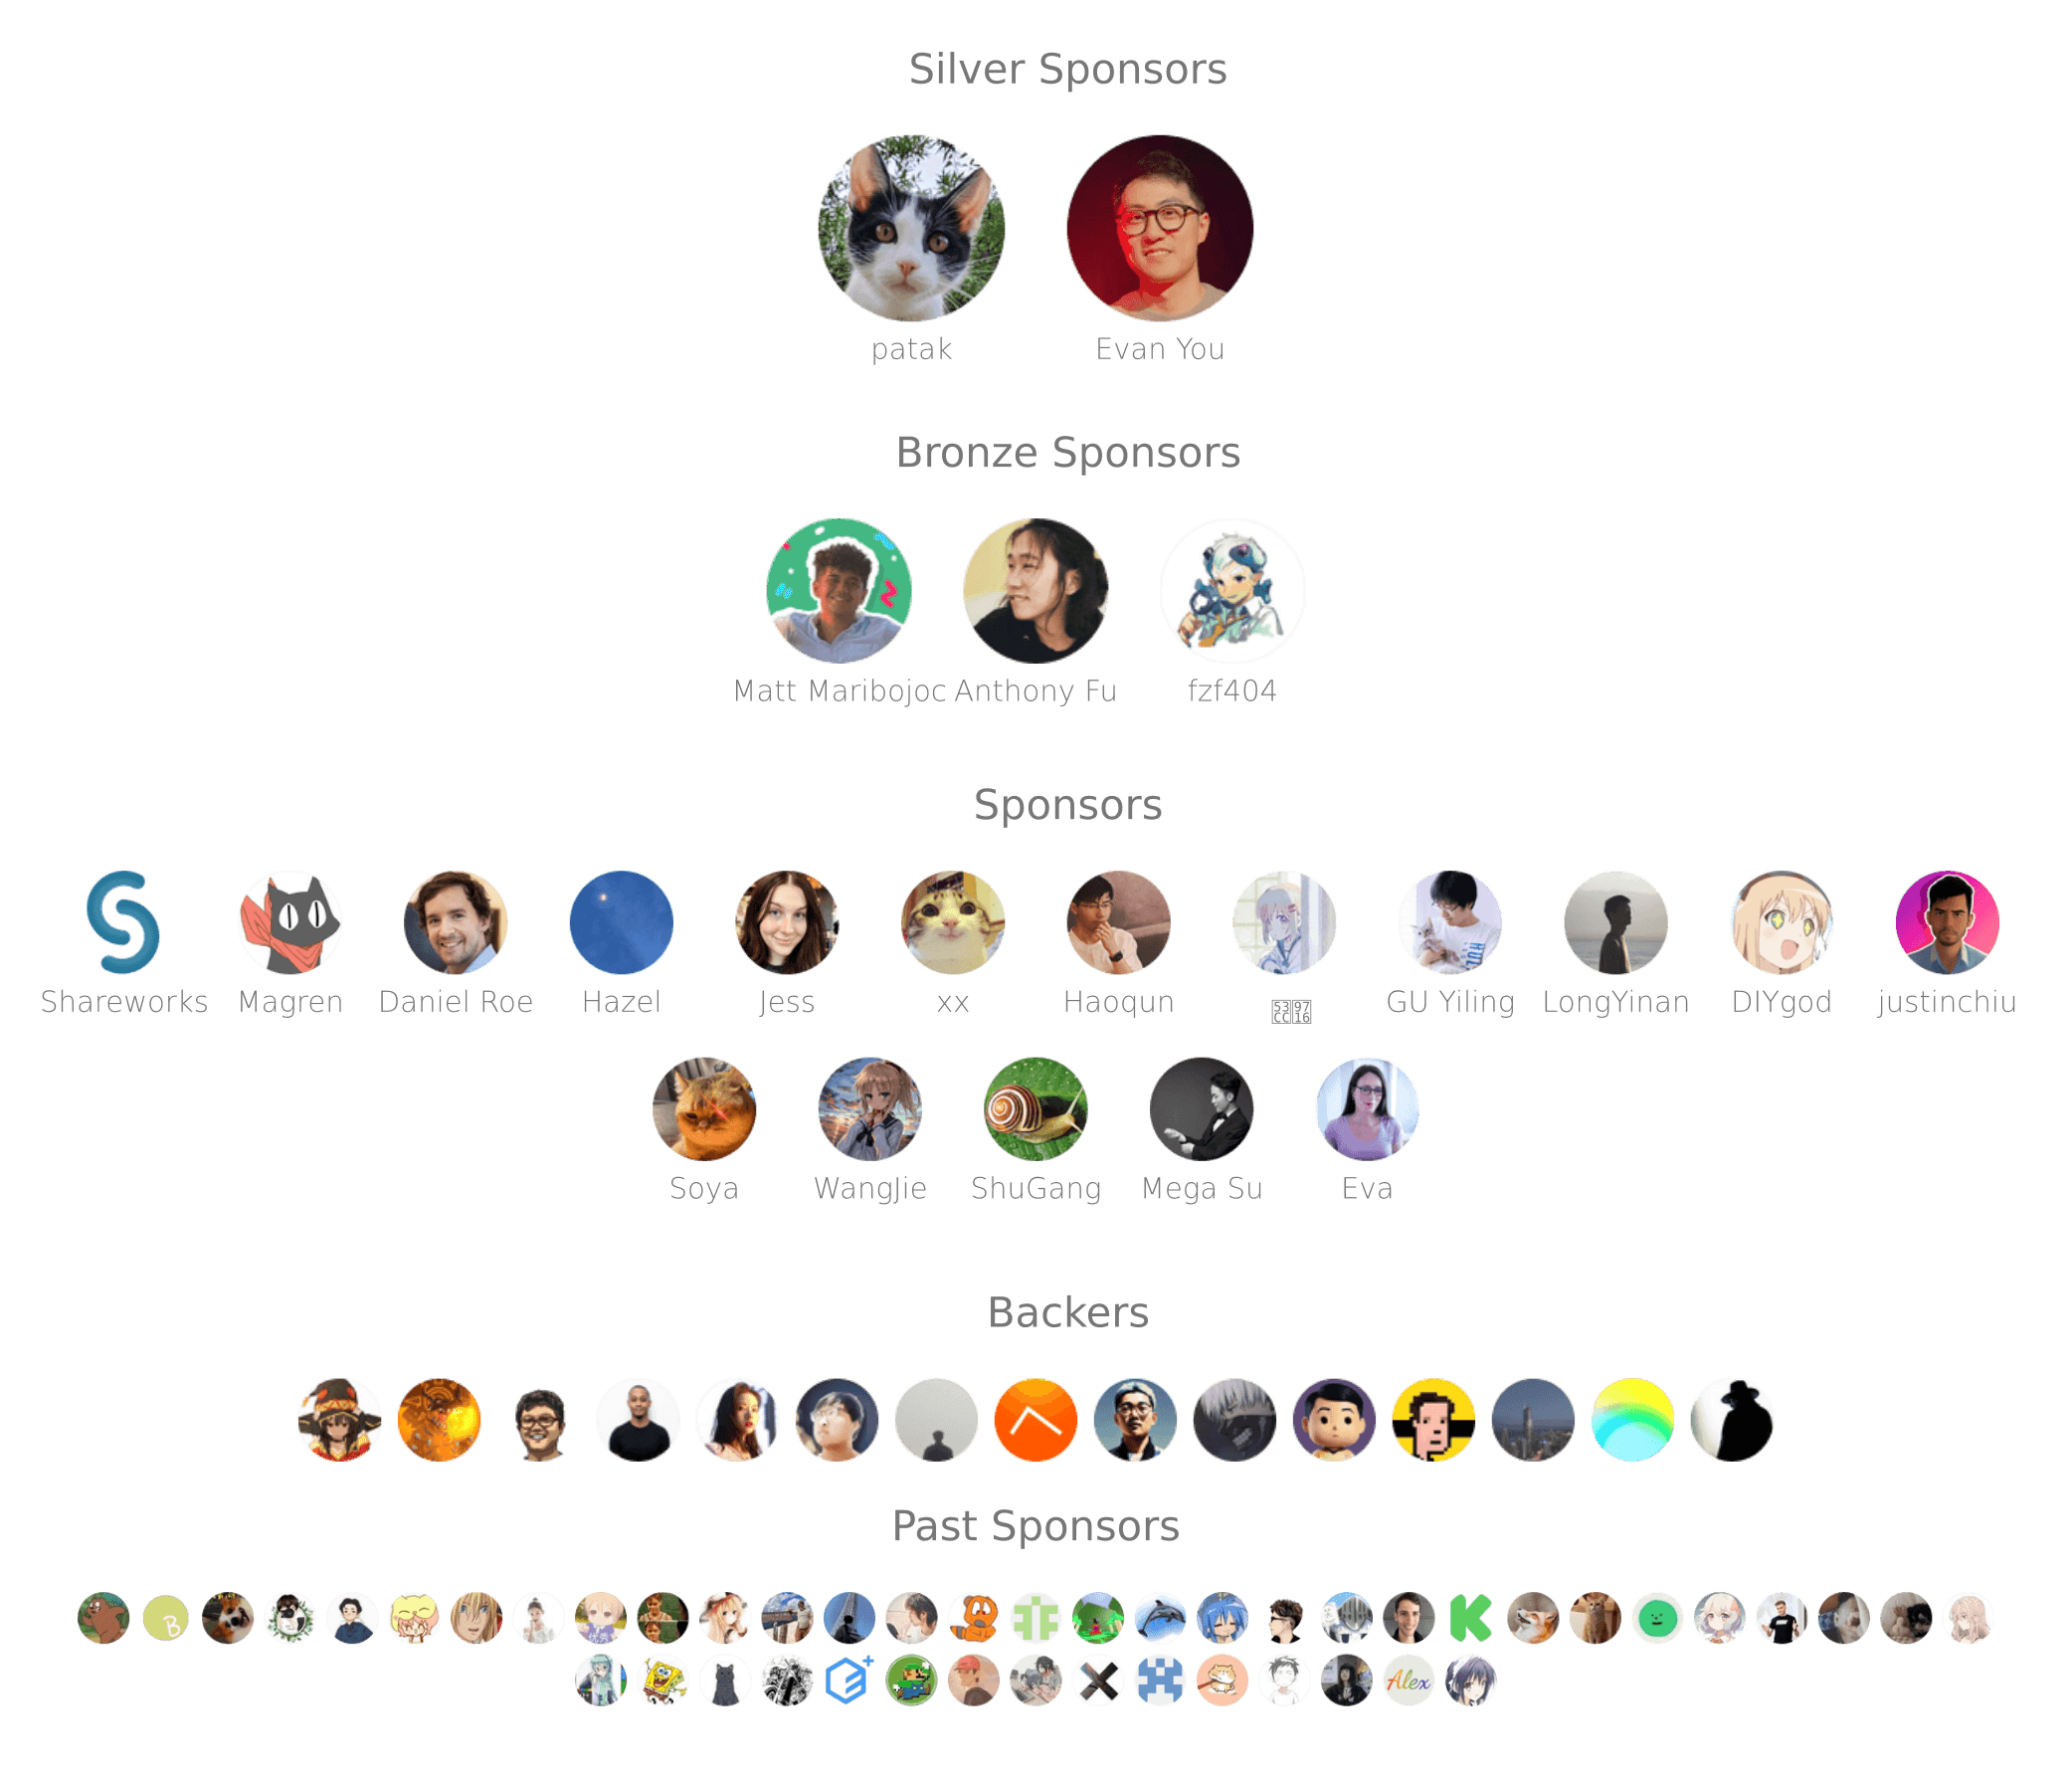 Silver Sponsors
patak Evan You
Bronze Sponsors
Matt Maribojoc Anthony Fu fzf404
Sponsors
Shareworks Magren Daniel Roe Hazel Jess xx Haoqun GU Yiling LongYinan DIYgod justinchiu
Soya WangJie ShuGang Mega Su Eva
Backers
Past Sponsors
B
Alex